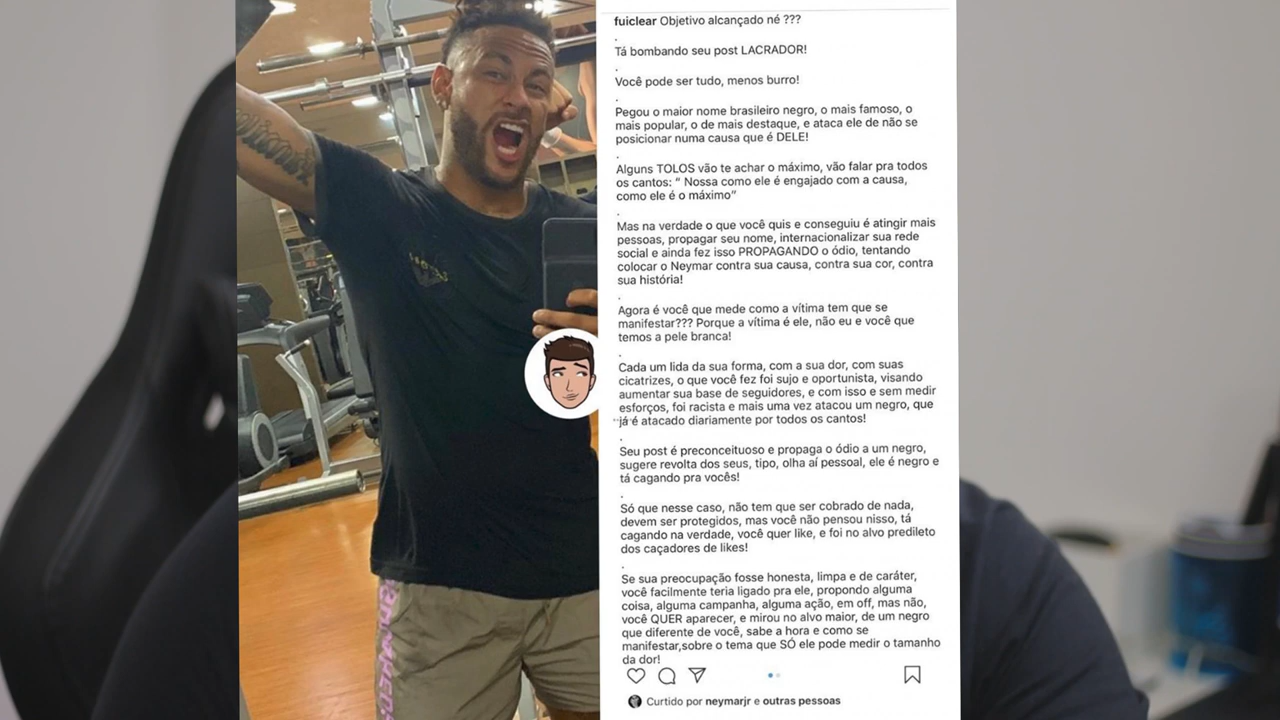 fuiclear Objetivo alcançado né ???
.
Tá bombando seu post LACRADOR!
.
Você pode ser tudo, menos burro!
.
Pegou o maior nome brasileiro negro, o mais famoso, o
mais popular, o de mais destaque, e ataca ele de não se
posicionar numa causa que é DELE!
.
Alguns TOLOS vão te achar o máximo, vão falar pra todos
os cantos: “ Nossa como ele é engajado com a causa,
como ele é o máximo”
.
Mas na verdade o que você quis e conseguiu é atingir mais
pessoas, propagar seu nome, internacionalizar sua rede
social e ainda fez isso PROPAGANDO o ódio, tentando
colocar o Neymar contra sua causa, contra sua cor, contra
sua história!
.
Agora é você que mede como a vítima tem que se
manifestar??? Porque a vítima é ele, não eu e você que
temos a pele branca!
.
Cada um lida da sua forma, com a sua dor, com suas
cicatrizes, o que você fez foi sujo e oportunista, visando
aumentar sua base de seguidores, e com isso e sem medir
esforços, foi racista e mais uma vez atacou um negro, que
já é atacado diariamente por todos os cantos!
.
Seu post é preconceituoso e propaga o ódio a um negro,
sugere revolta dos seus, tipo, olha aí pessoal, ele é negro e
tá cagando pra vocês!
.
Só que nesse caso, não tem que ser cobrado de nada,
devem ser protegidos, mas você não pensou nisso, tá
cagando na verdade, você quer like, e foi no alvo predileto
dos caçadores de likes!
.
Se sua preocupação fosse honesta, limpa e de caráter,
você facilmente teria ligado pra ele, propondo alguma
coisa, alguma campanha, alguma ação, em off, mas não,
você QUER aparecer, e mirou no alvo maior, de um negro
que diferente de você, sabe a hora e como se
manifestar,sobre o tema que SÓ ele pode medir o tamanho
da dor!
Curtido por neymarjr e outras pessoas